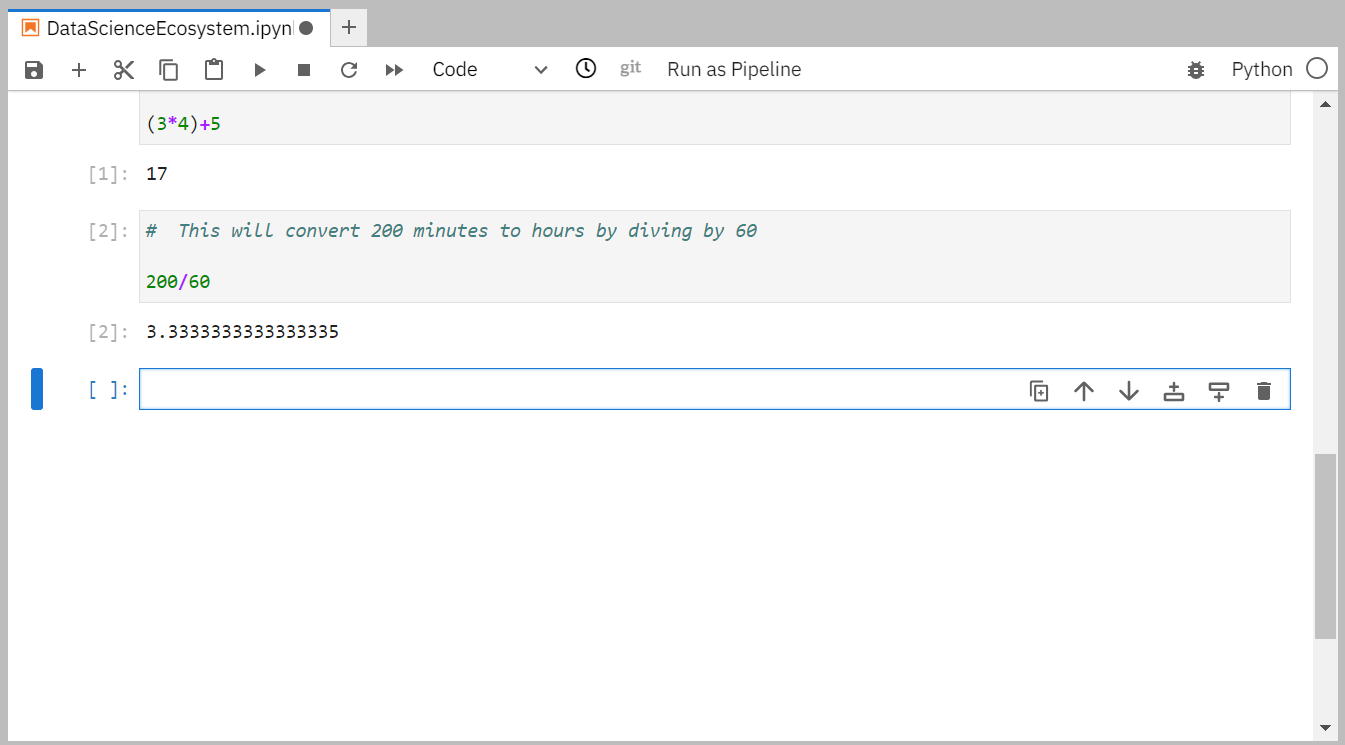 DataScienceEcosystem.ipyn
Code git Run as Pipeline Python
(3*4)+5
[1]: 17
[2]: #  This will convert 200 minutes to hours by diving by 60
200/60
[2]: 3.3333333333333335
[ ]: